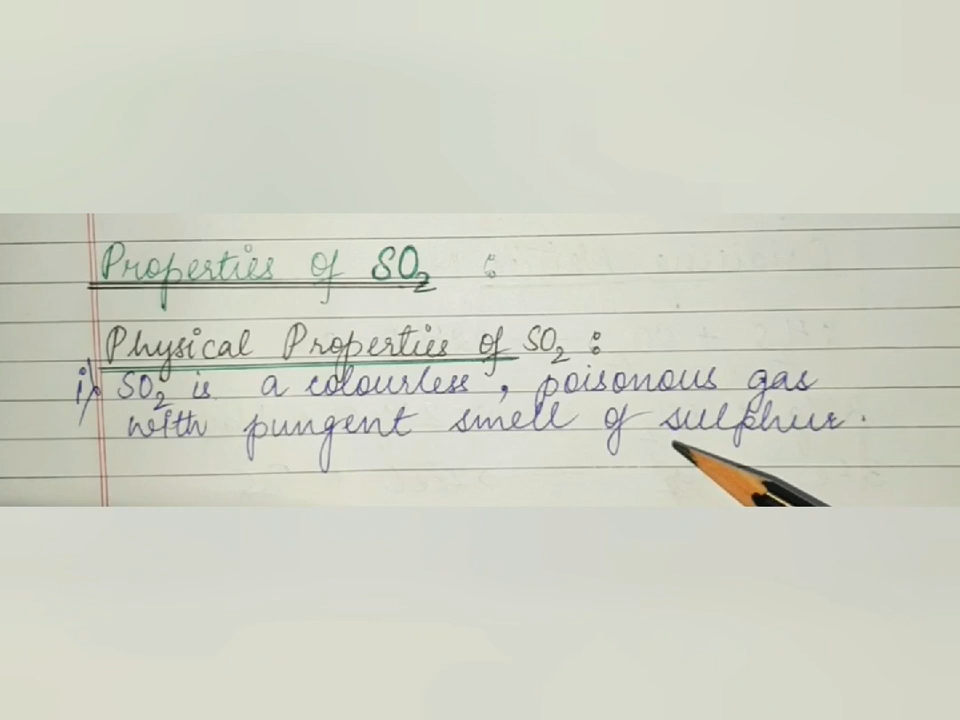 Properties of SO₂ :
Physical Properties of SO₂ :
i) SO₂ is a colourless, poisonous gas
with pungent smell of sulphur.